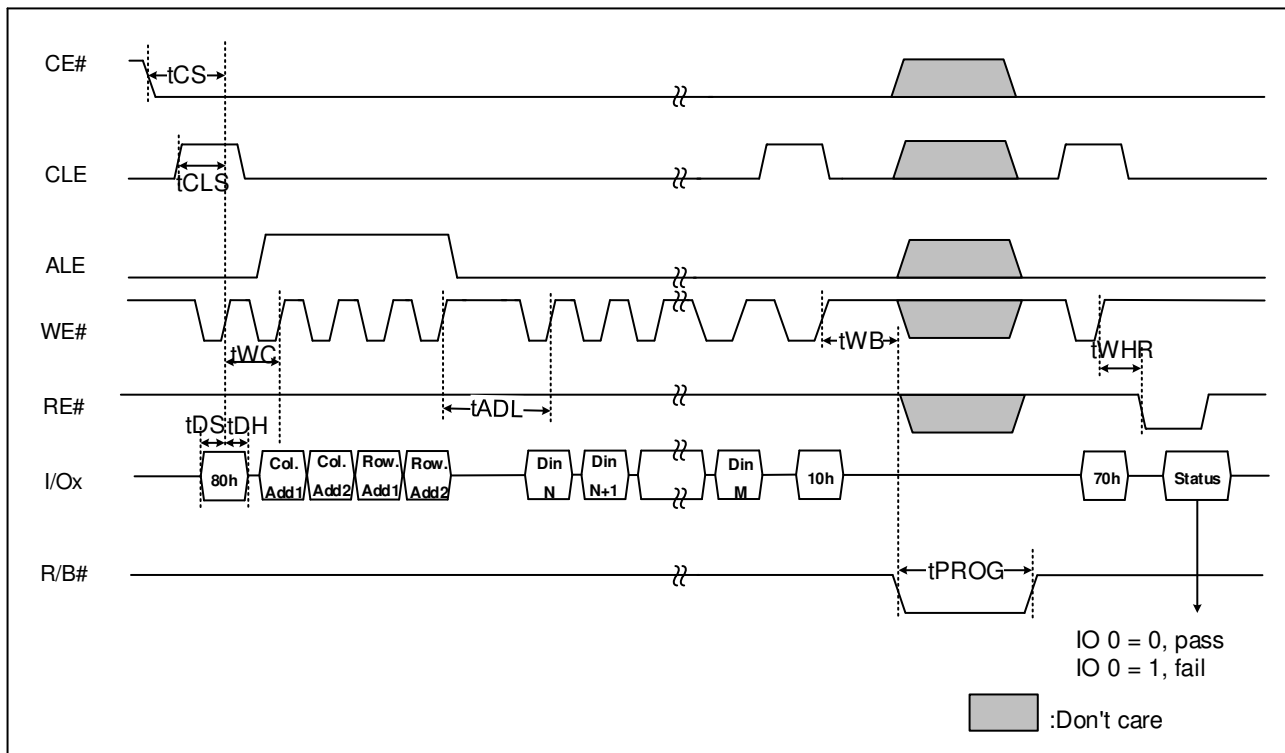 CE#
tCS
CLE
tCLS
ALE
WE#
tWC
tWB
tWHR
RE#
tADL
tDS
tDH
I/Ox
80h
Col.
Add1
Col.
Add2
Row.
Add1
Row.
Add2
Din
N
Din
N+1
Din
M
10h
70h
Status
R/B#
tPROG
IO 0 = 0, pass
IO 0 = 1, fail
:Don't care